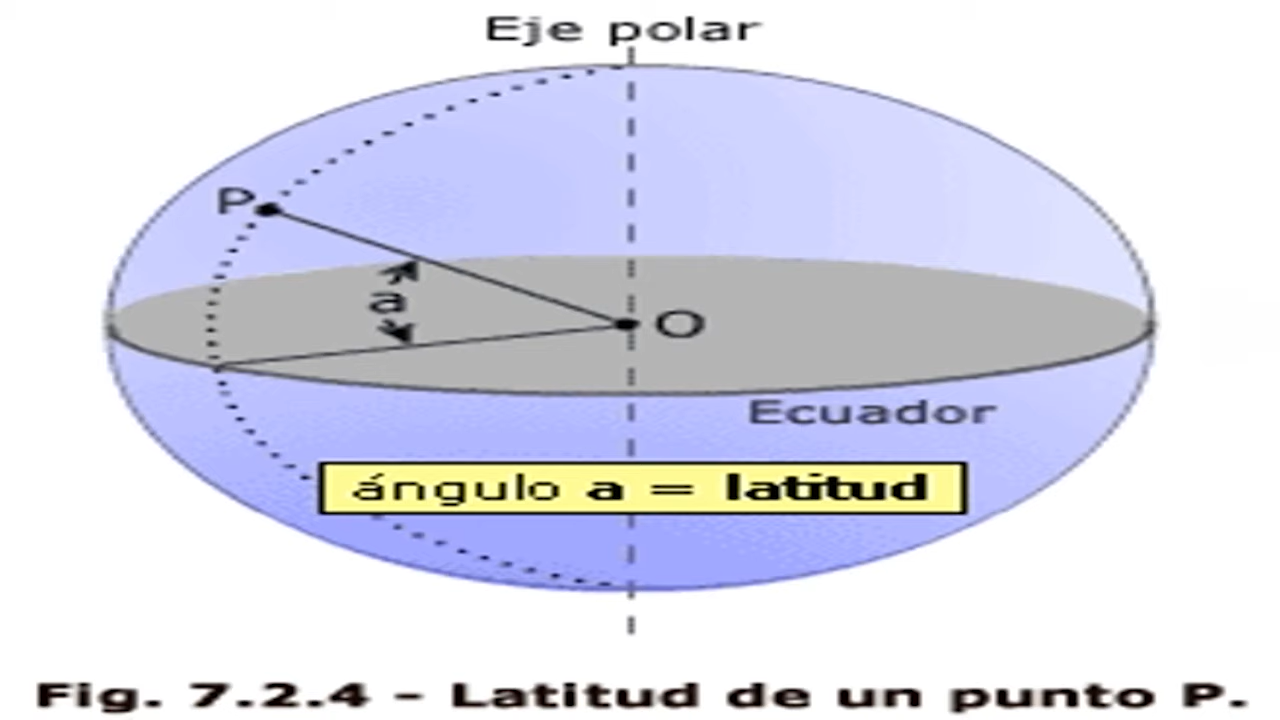 Eje polar
P
a
O
Ecuador
ángulo a = latitud
Fig. 7.2.4 - Latitud de un punto P.